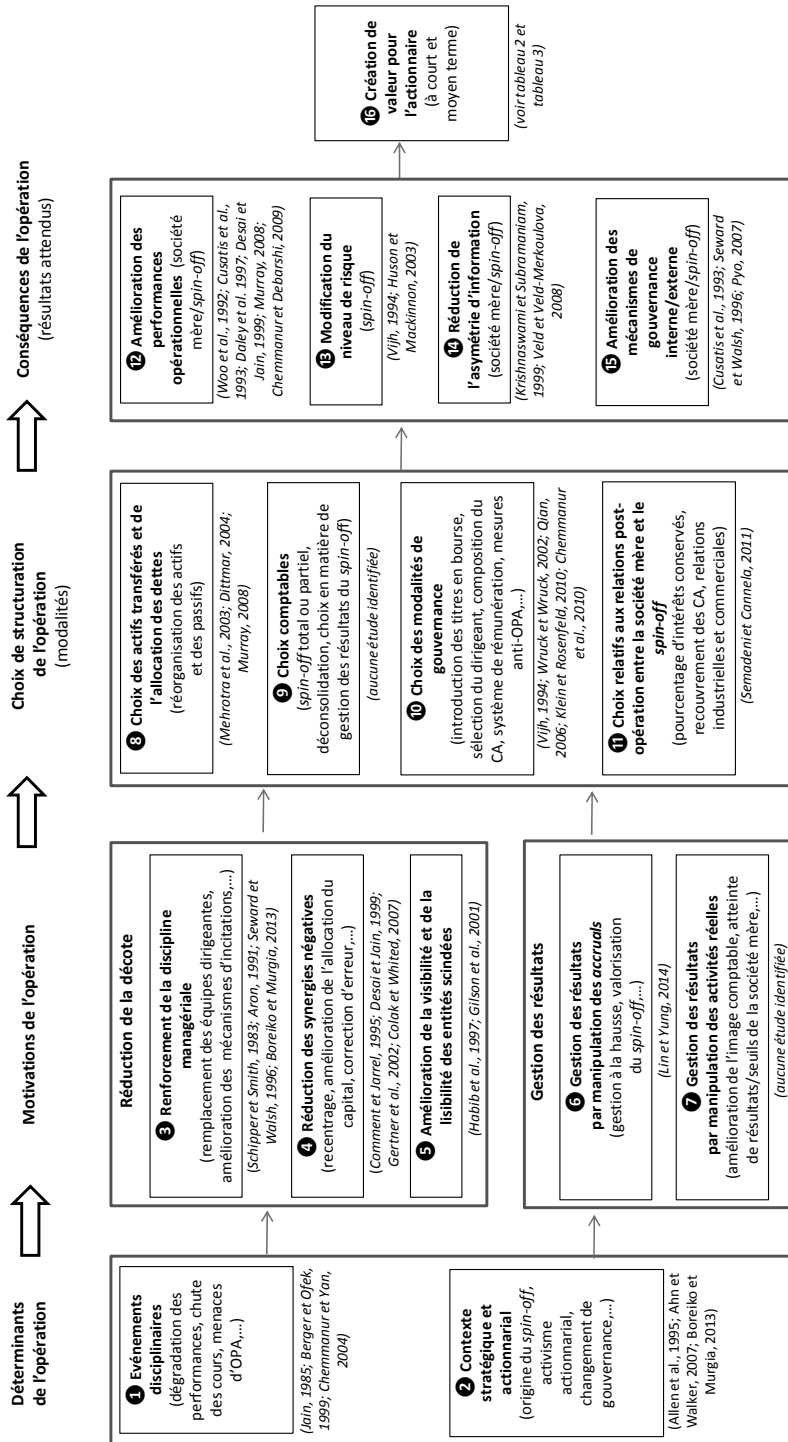 Déterminants
de l'opération
Motivations de l'opération
Choix de structuration
de l'opération
(modalités)
Conséquences de l'opération
(résultats attendus)
❶ Evénements
disciplinaires
(dégradation des
performances, chute
des cours, menaces
d'OPA,...)
(Jain, 1985; Berger et Ofek,
1999; Chemmanur et Yan,
2004)
❷ Contexte
stratégique et
actionnarial
(origine du spin-off,
activisme
actionnarial,
changement de
gouvernance,...)
(Allen et al., 1995; Ahn et
Walker, 2007; Boreiko et
Murgia, 2013)
Réduction de la décote
❸ Renforcement de la discipline
managériale
(remplacement des équipes dirigeantes,
amélioration des mécanismes d'incitations,...)
(Schipper et Smith, 1983; Aron, 1991; Seward et
Walsh, 1996; Boreiko et Murgia, 2013)
❹ Réduction des synergies négatives
(recentrage, amélioration de l'allocation du
capital, correction d'erreur,...)
(Comment et Jarrel, 1995; Desai et Jain, 1999;
Gertner et al., 2002; Colak et Whited, 2007)
❺ Amélioration de la visibilité et de la
lisibilité des entités scindées
(Habib et al., 1997; Gilson et al., 2001)
Gestion des résultats
❻ Gestion des résultats
par manipulation des accruals
(gestion à la hausse, valorisation
du spin-off,...)
(Lin et Yung, 2014)
❼ Gestion des résultats
par manipulation des activités réelles
(amélioration de l'image comptable, atteinte
de résultats/seuils de la société mère,...)
(aucune étude identifiée)
❽ Choix des actifs transférés et de
l'allocation des dettes
(réorganisation des actifs
et des passifs)
(Mehrotra et al., 2003; Dittmar, 2004;
Murray, 2008)
❾ Choix comptables
(spin-off total ou partiel,
déconsolidation, choix en matière de
gestion des résultats du spin-off)
(aucune étude identifiée)
❿ Choix des modalités de
gouvernance
(introduction des titres en bourse,
sélection du dirigeant, composition du
CA, système de rémunération, mesures
anti-OPA,...)
(Vijh, 1994; Wruck et Wruck, 2002; Qian,
2006; Klein et Rosenfeld, 2010; Chemmanur
et al., 2010)
⓫ Choix relatifs aux relations post-
opération entre la société mère et le
spin-off
(pourcentage d'intérêts conservés,
recouvrement des CA, relations
industrielles et commerciales)
(Semadeni et Cannela, 2011)
⓬ Amélioration des
performances
opérationnelles (société
mère/spin-off)
(Woo et al., 1992; Cusatis et al.,
1993; Daley et al. 1997; Desai et
Jain, 1999; Murray, 2008;
Chemmanur et Debarshi, 2009)
⓭ Modification du
niveau de risque
(spin-off)
(Vijh, 1994; Huson et
Mackinnon, 2003)
⓮ Réduction de
l'asymétrie d'information
(société mère/spin-off)
(Krishnaswami et Subramaniam,
1999; Veld et Veld-Merkoulova,
2008)
⓯ Amélioration des
mécanismes de
gouvernance
interne/externe
(société mère/spin-off)
(Cusatis et al., 1993; Seward
et Walsh, 1996; Pyo, 2007)
⓰ Création de
valeur pour
l'actionnaire
(à court et
moyen terme)
(voir tableau 2 et
tableau 3)